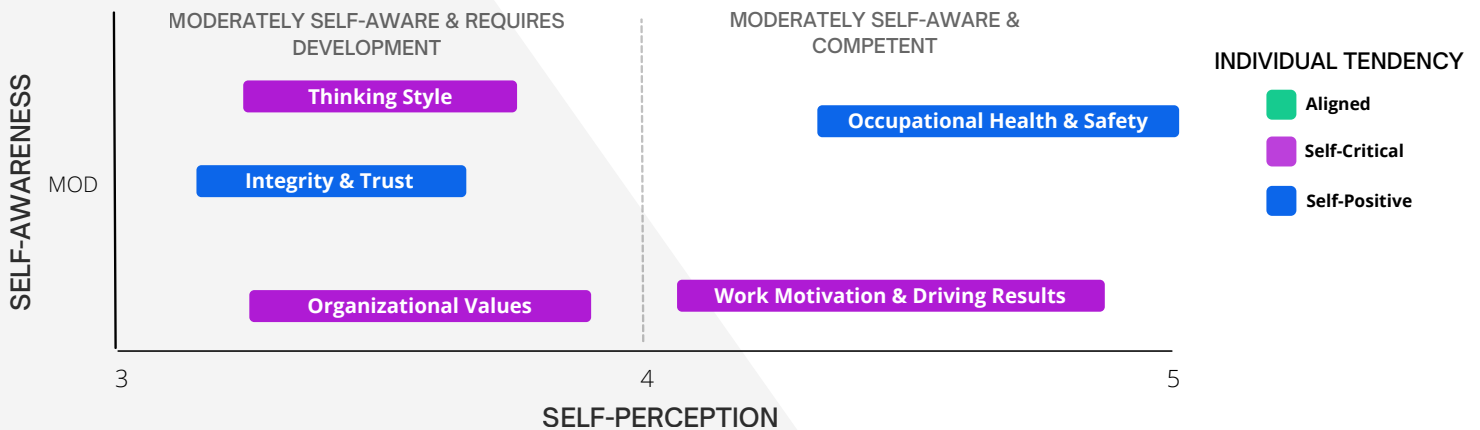 MODERATELY SELF-AWARE & REQUIRES
DEVELOPMENT
MODERATELY SELF-AWARE &
COMPETENT
SELF-AWARENESS
MOD
Thinking Style
Occupational Health & Safety
Integrity & Trust
Organizational Values
Work Motivation & Driving Results
3
4
5
SELF-PERCEPTION
INDIVIDUAL TENDENCY
Aligned
Self-Critical
Self-Positive